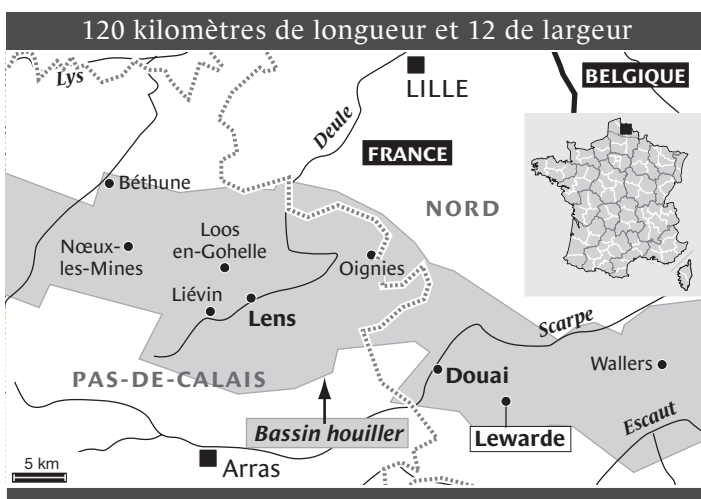 120 kilomètres de longueur et 12 de largeur
Lys
LILLE
BELGIQUE
Deule
FRANCE
Béthune
NORD
Nœux-
les-Mines
Loos
en-Gohelle
Oignies
Liévin
Lens
Scarpe
PAS-DE-CALAIS
Douai
Wallers
Bassin houiller
Lewarde
Escaut
5 km
Arras